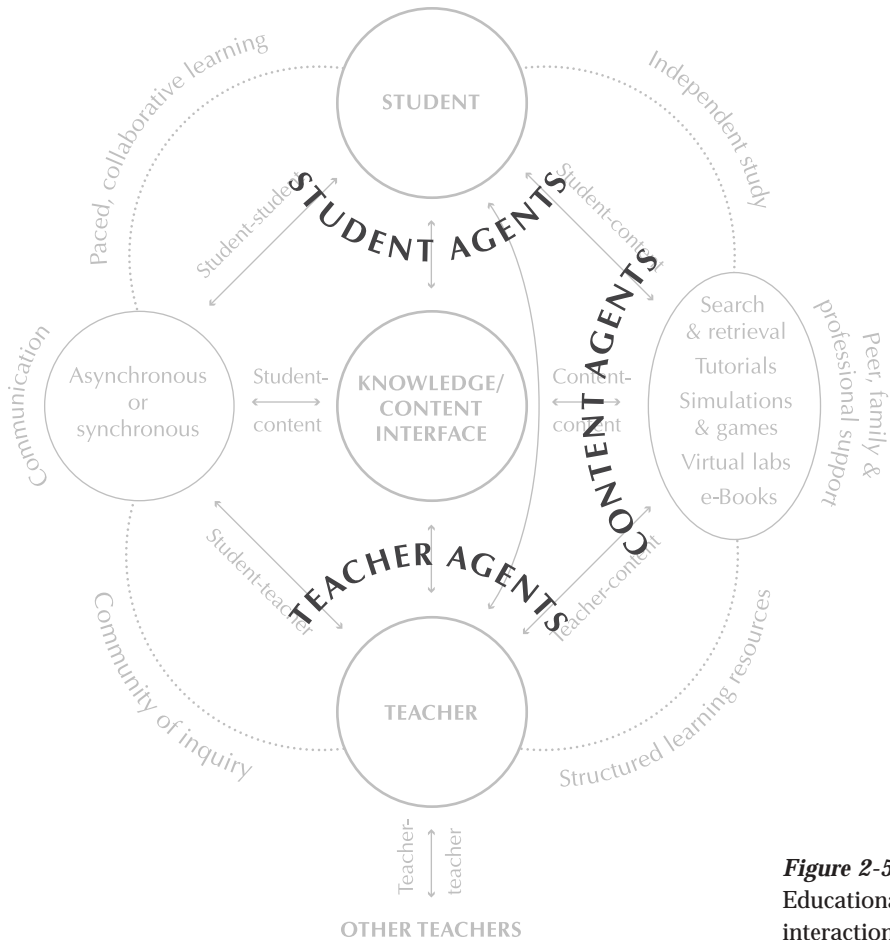 Paced, collaborative learning
STUDENT
Independent study
Student-student
STUDENT AGENTS
Student-content
Communication
Asynchronous
or
synchronous
Student-
content
KNOWLEDGE/
CONTENT
INTERFACE
Content-
content
CONTENT AGENTS
Search
& retrieval
Tutorials
Simulations
& games
Virtual labs
e-Books
Peer, family &
professional support
Student-teacher
TEACHER AGENTS
Teacher-content
Community of inquiry
TEACHER
Structured learning resources
Teacher-
teacher
OTHER TEACHERS
Figure 2-5
Educationa
interaction